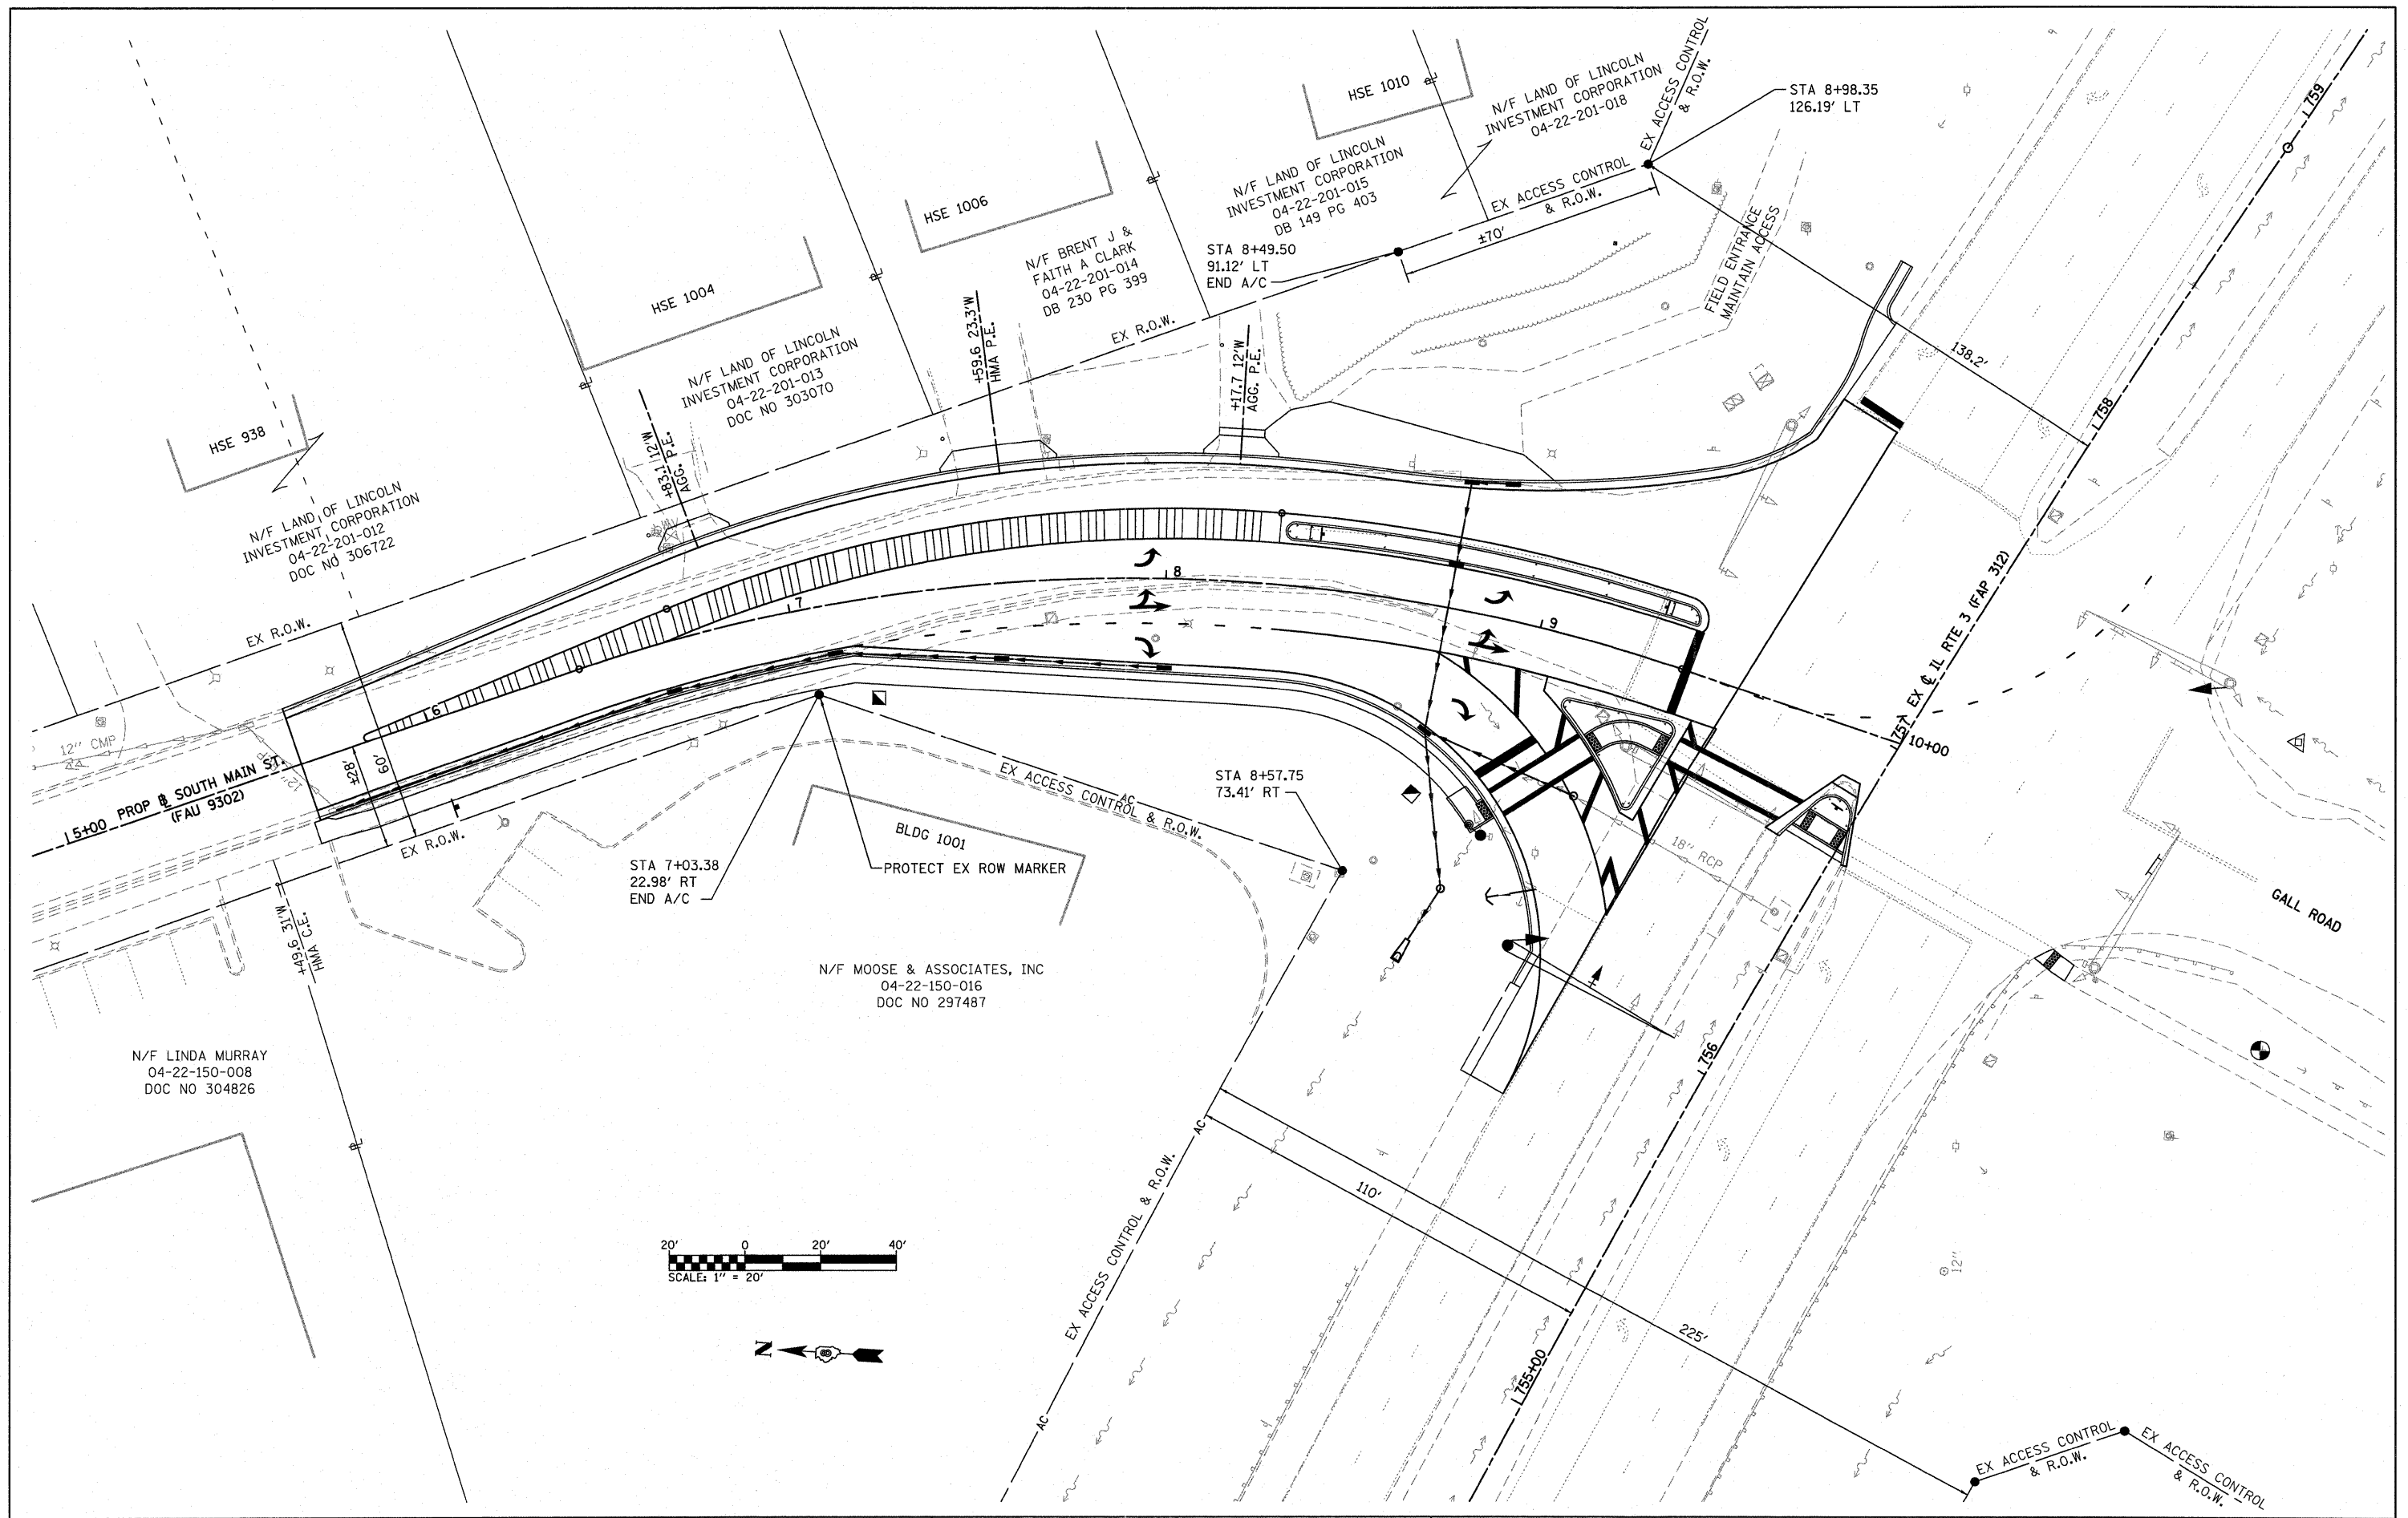 HSE 1010
N/F LAND OF LINCOLN
INVESTMENT CORPORATION
04-22-201-018
EX ACCESS CONTROL
& R.O.W.
STA 8+98.35
126.19' LT
759
HSE 1006
N/F LAND OF LINCOLN
INVESTMENT CORPORATION
04-22-201-015
DB 149 PG 403
EX ACCESS CONTROL
& R.O.W.
±70'
N/F BRENT J &
FAITH A CLARK
04-22-201-014
DB 230 PG 399
STA 8+49.50
91.12' LT
END A/C
FIELD ENTRANCE
MAINTAIN ACCESS
HSE 1004
EX R.O.W.
+59.6 23.3'W
HMA P.E.
+17.7 12'W
AGG. P.E.
138.2'
758
N/F LAND OF LINCOLN
INVESTMENT CORPORATION
04-22-201-013
DOC NO 303070
HSE 938
+83.1 12'W
AGG. P.E.
N/F LAND OF LINCOLN
INVESTMENT CORPORATION
04-22-201-012
DOC NO 306722
EX R.O.W.
6
7
8
9
10+00
757
EX ℄ IL RTE 3 (FAP 312)
12" CMP
12"
±28'
60'
5+00 PROP ℄ SOUTH MAIN ST.
(FAU 9302)
EX R.O.W.
EX ACCESS CONTROL & R.O.W.
AC
STA 8+57.75
73.41' RT
BLDG 1001
PROTECT EX ROW MARKER
STA 7+03.38
22.98' RT
END A/C
18" RCP
GALL ROAD
+49.6 31'W
HMA C.E.
N/F MOOSE & ASSOCIATES, INC
04-22-150-016
DOC NO 297487
N/F LINDA MURRAY
04-22-150-008
DOC NO 304826
756
AC
EX ACCESS CONTROL & R.O.W.
AC
110'
225'
12"
755+00
20' 0 20' 40'
SCALE: 1" = 20'
N
EX ACCESS CONTROL
& R.O.W.
EX ACCESS CONTROL
& R.O.W.